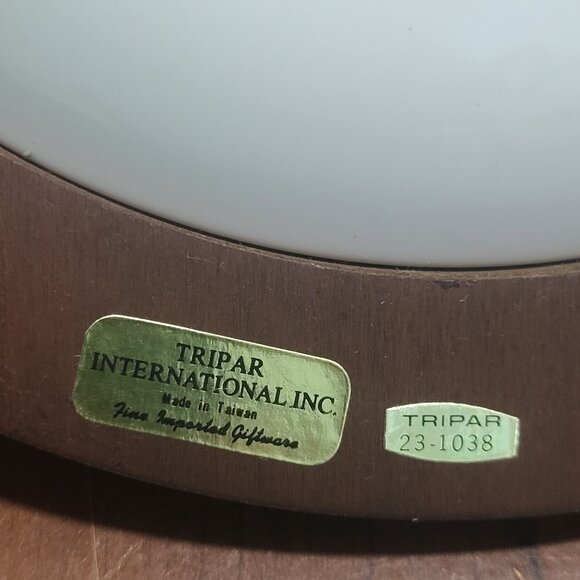 TRIPAR
INTERNATIONAL INC.
Made in Taiwan
Fine Imported Giftware
TRIPAR
23-1038